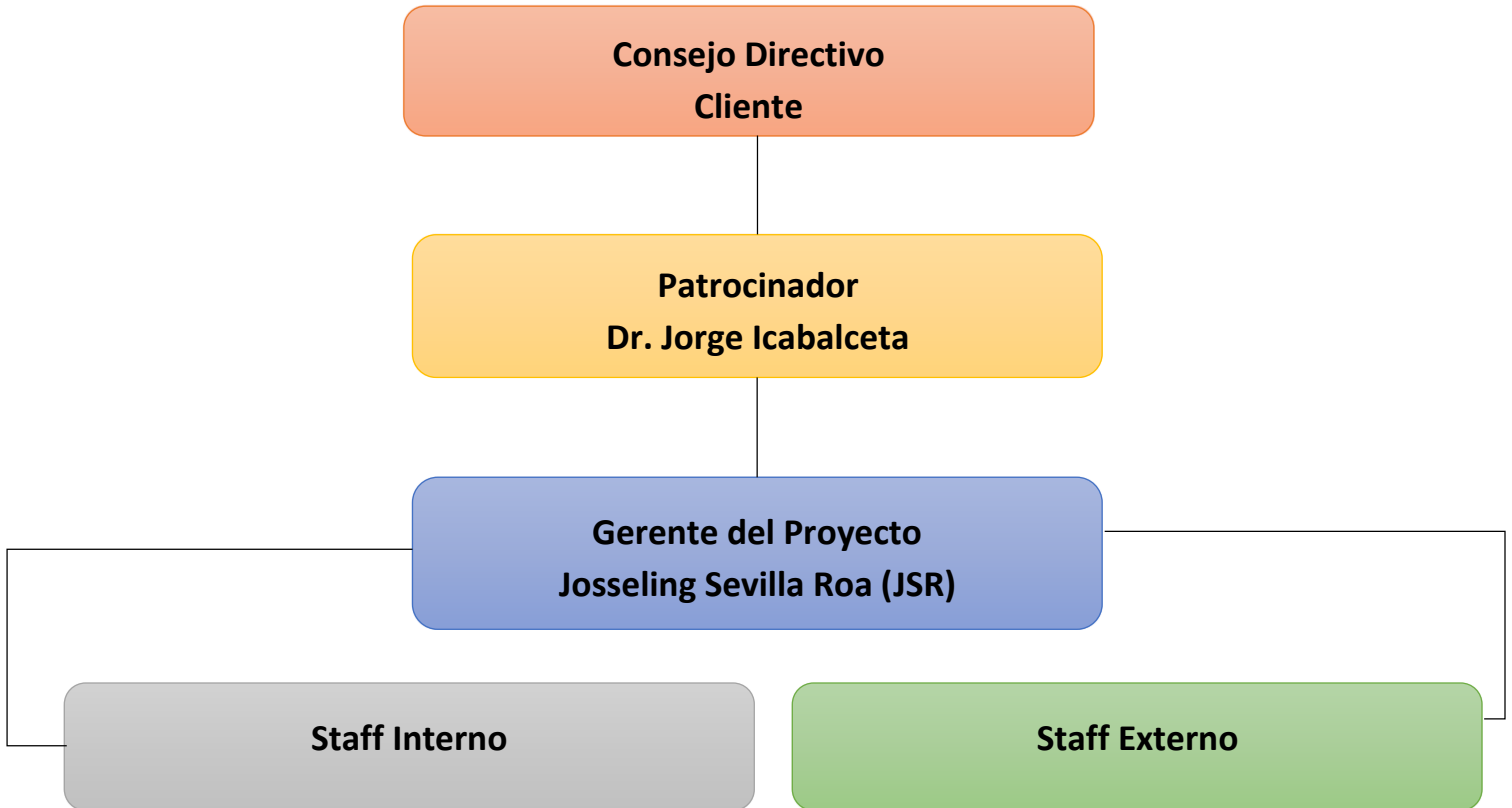 Consejo Directivo
Cliente
Patrocinador
Dr. Jorge Icabalceta
Gerente del Proyecto
Josseling Sevilla Roa (JSR)
Staff Interno
Staff Externo